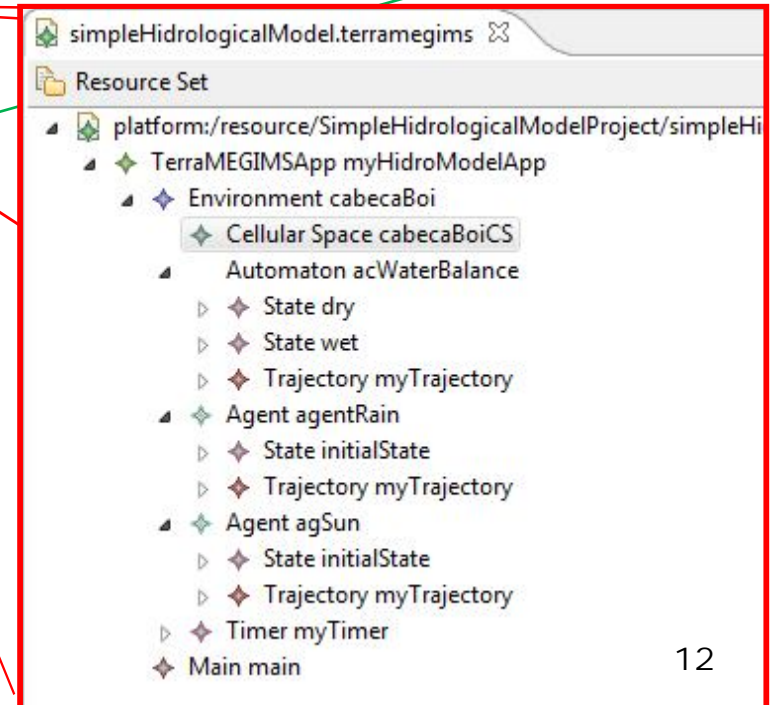 simpleHidrologicalModel.terramegims
Resource Set
platform:/resource/SimpleHidrologicalModelProject/simpleHi
TerraMEGIMSApp myHidroModelApp
Environment cabecaBoi
Cellular Space cabecaBoiCS
Automaton acWaterBalance
State dry
State wet
Trajectory myTrajectory
Agent agentRain
State initialState
Trajectory myTrajectory
Agent agSun
State initialState
Trajectory myTrajectory
Timer myTimer
Main main
12